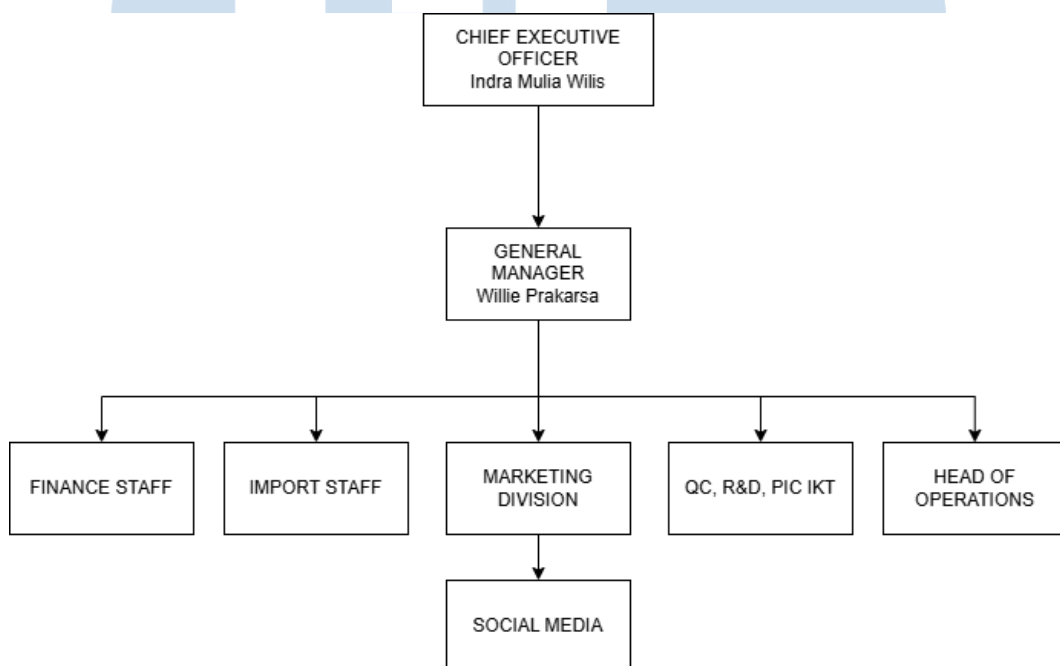 CHIEF EXECUTIVE
OFFICER
Indra Mulia Wilis
GENERAL
MANAGER
Willie Prakarsa
FINANCE STAFF
IMPORT STAFF
MARKETING
DIVISION
QC, R&D, PIC IKT
HEAD OF
OPERATIONS
SOCIAL MEDIA